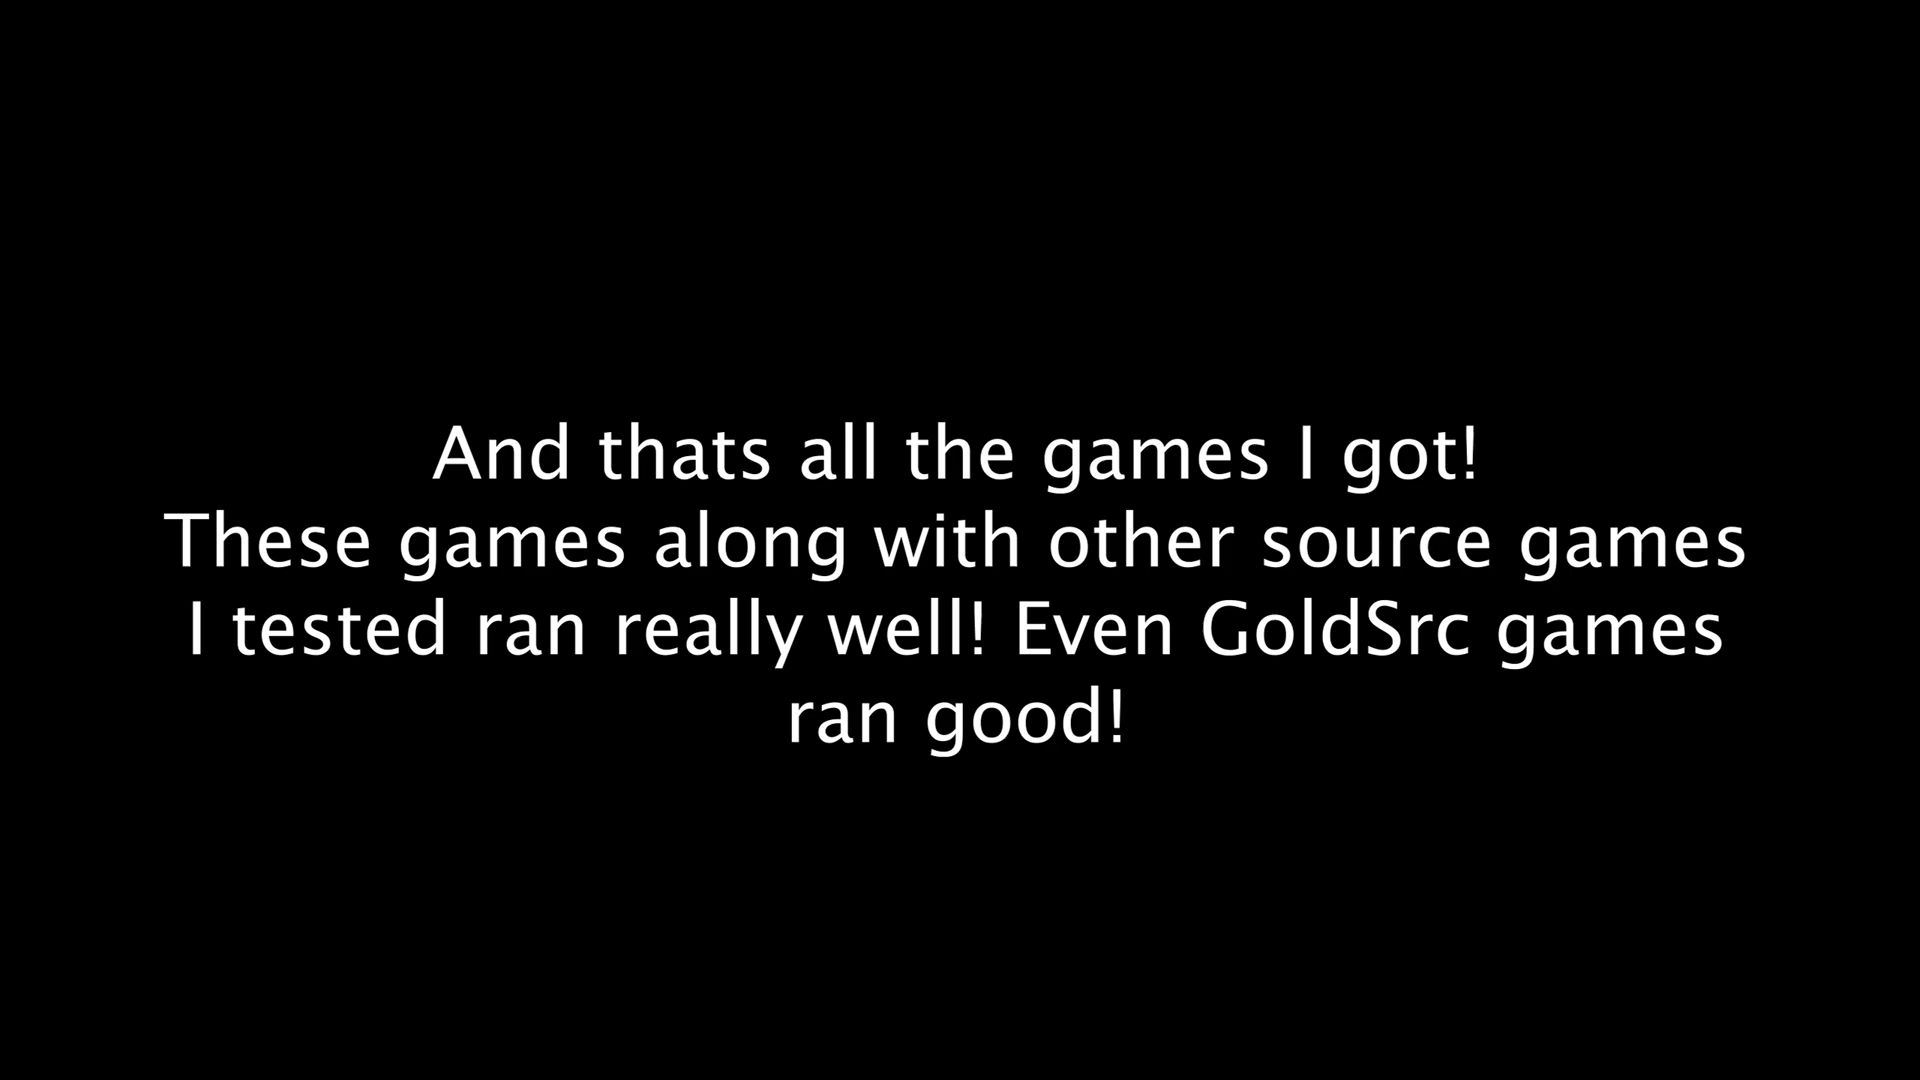 And thats all the games I got!
These games along with other source games
I tested ran really well! Even GoldSrc games
ran good!